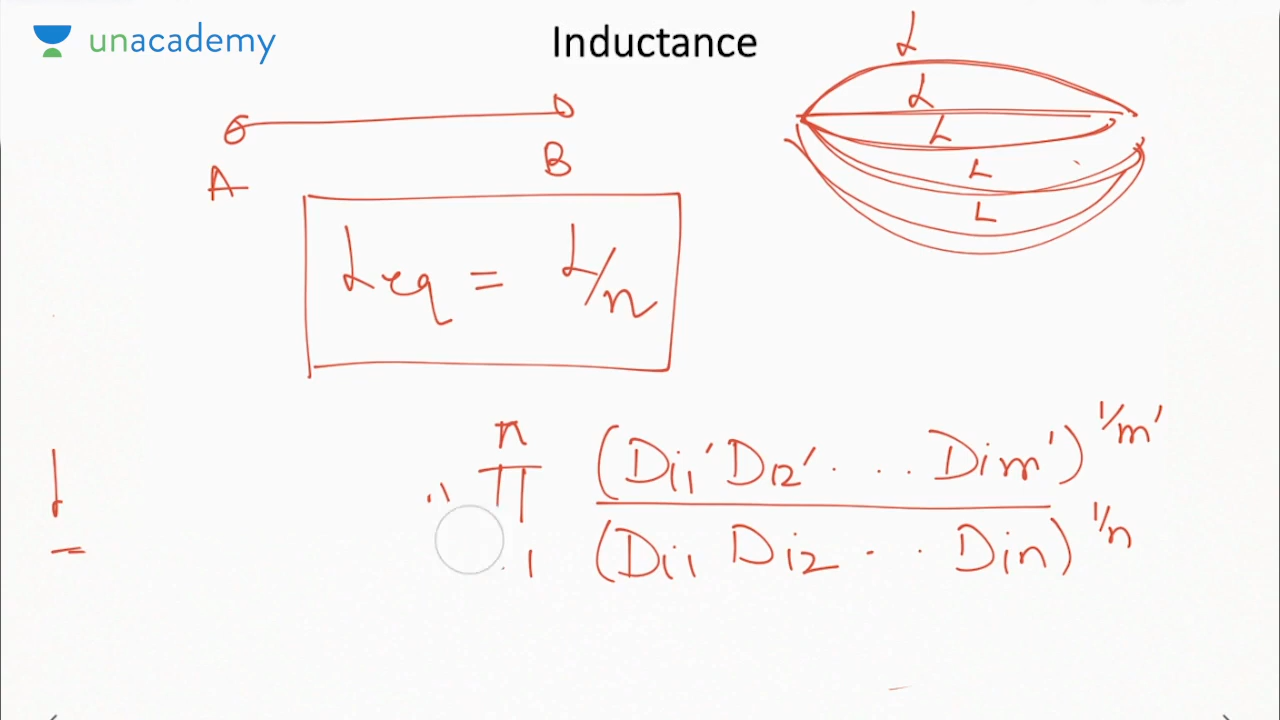 unacademy
Inductance
L
L
L
L
L
A B
Leq = L/n
n
∏ (Di1' Di2' . . . Dim')^1/m'
1 (Di1 Di2 . . . Din)^1/n